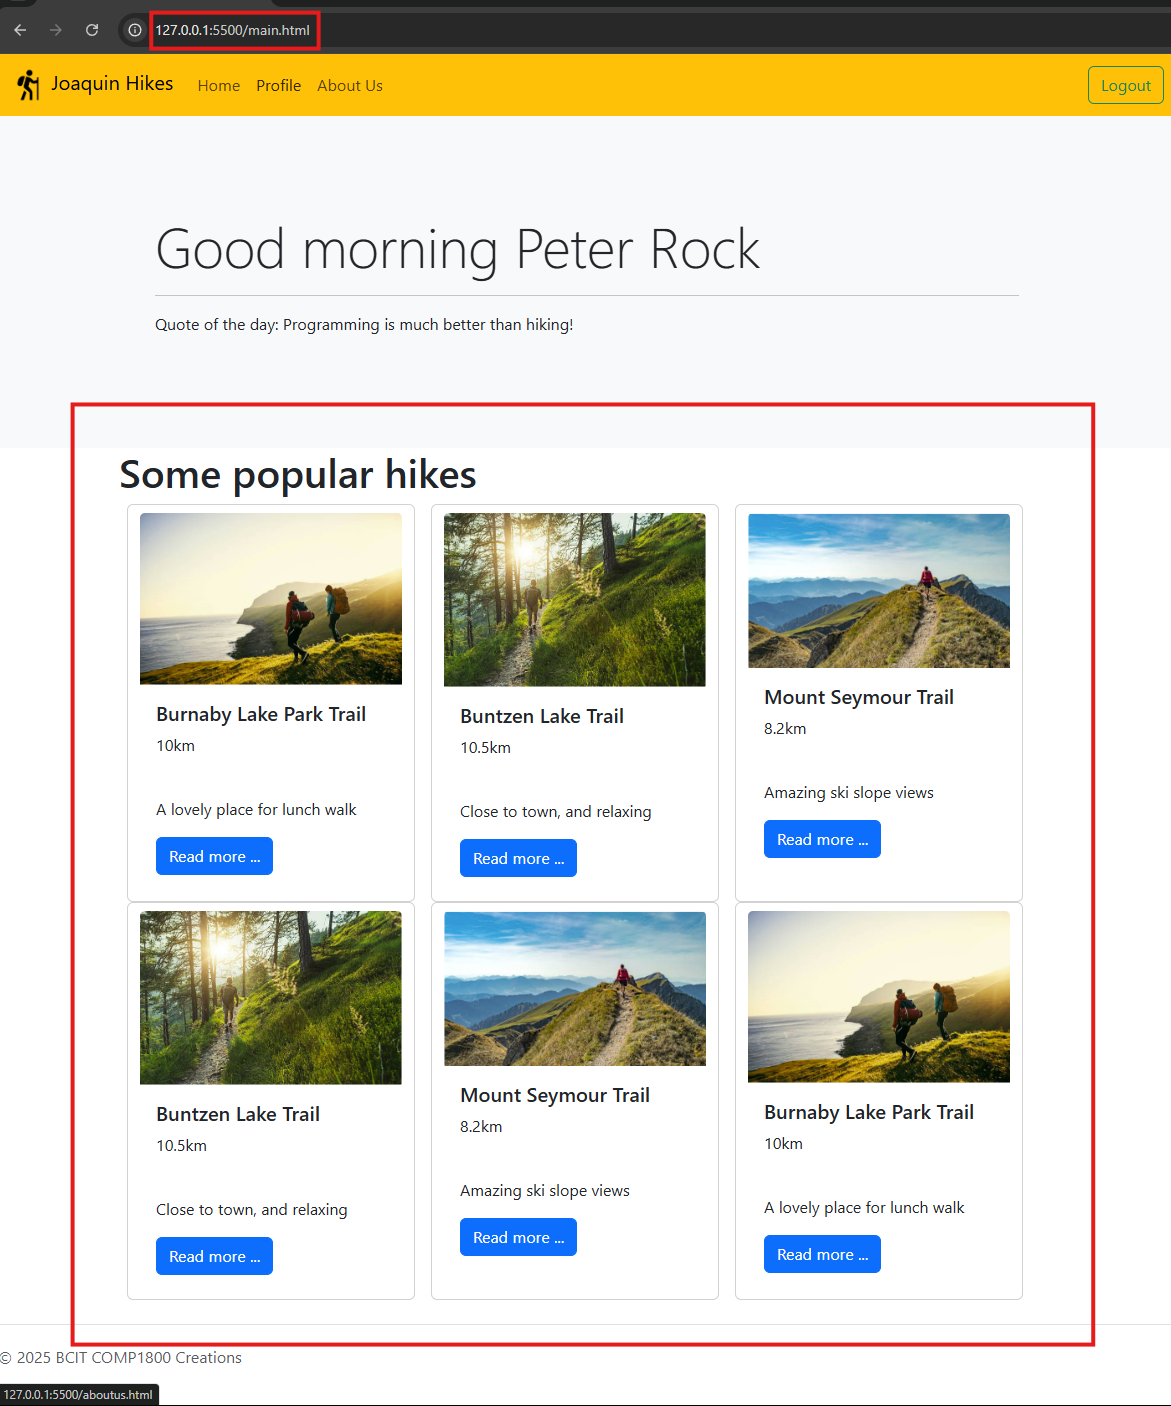 127.0.0.1:5500/main.html
Joaquin Hikes Home Profile About Us Logout
Good morning Peter Rock
Quote of the day: Programming is much better than hiking!
Some popular hikes
Burnaby Lake Park Trail
10km
A lovely place for lunch walk
Read more ...
Buntzen Lake Trail
10.5km
Close to town, and relaxing
Read more ...
Mount Seymour Trail
8.2km
Amazing ski slope views
Read more ...
Buntzen Lake Trail
10.5km
Close to town, and relaxing
Read more ...
Mount Seymour Trail
8.2km
Amazing ski slope views
Read more ...
Burnaby Lake Park Trail
10km
A lovely place for lunch walk
Read more ...
© 2025 BCIT COMP1800 Creations
127.0.0.1:5500/aboutus.html